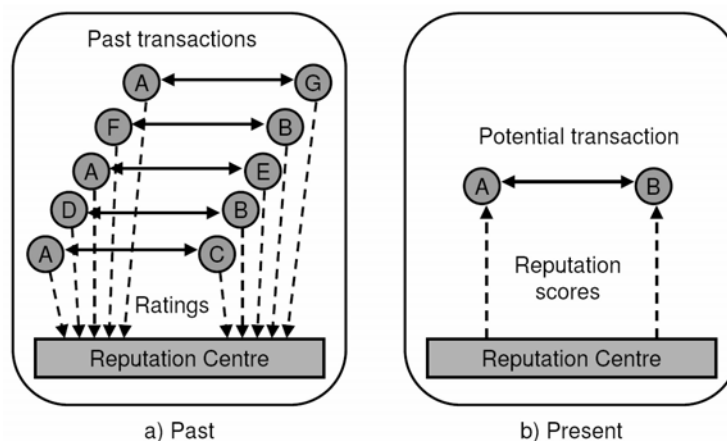 Past transactions
A G
F B
A E
D B
A C
Ratings
Reputation Centre
a) Past
Potential transaction
A B
Reputation
scores
Reputation Centre
b) Present